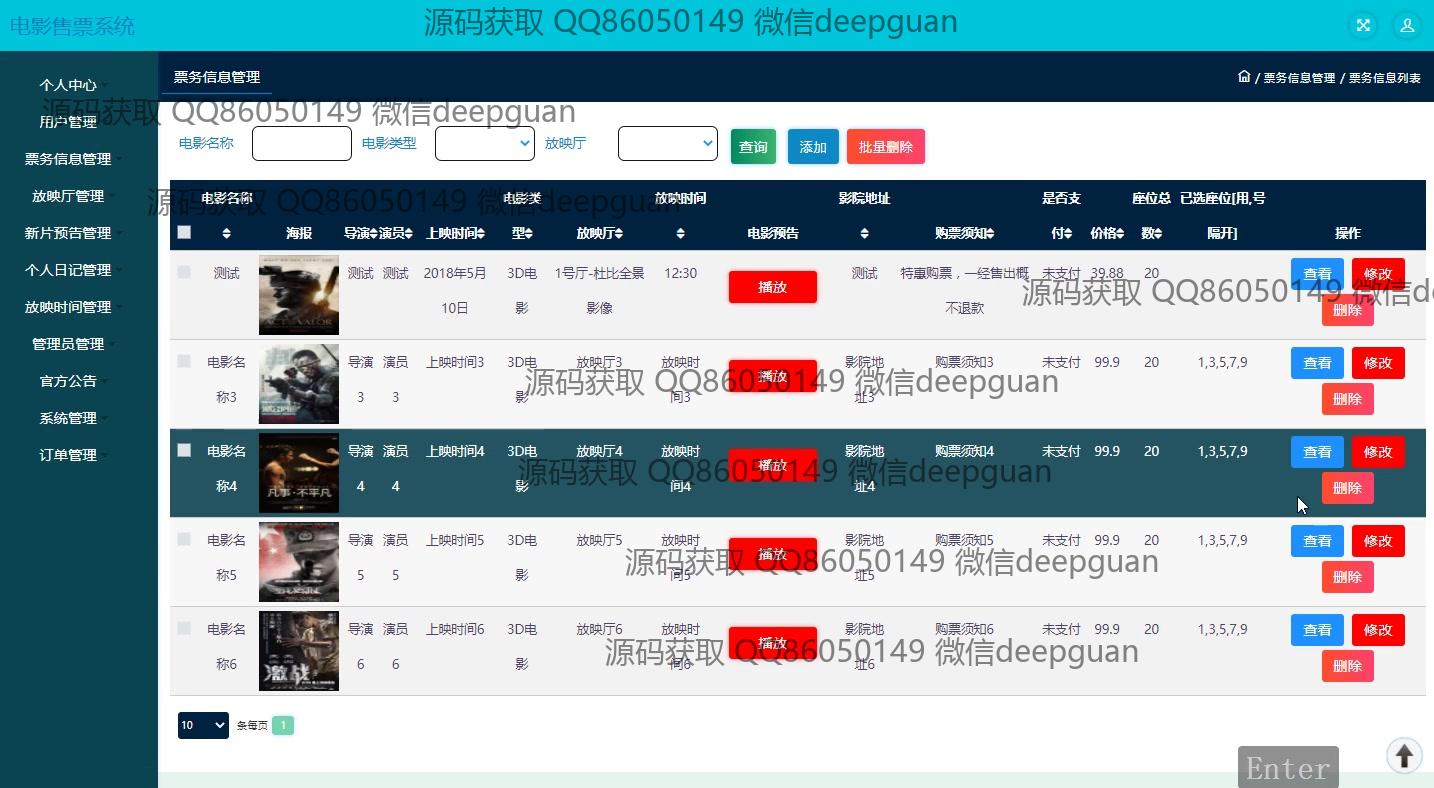 电影售票系统
源码获取 QQ86050149 微信deepguan
票务信息管理
/ 票务信息管理 / 票务信息列表
个人中心
用户管理
票务信息管理
放映厅管理
新片预告管理
个人日记管理
放映时间管理
管理员管理
官方公告
系统管理
订单管理
源码获取 QQ86050149 微信deepguan
电影名称 电影类型 放映厅 查询 添加 批量删除
源码获取 QQ86050149 微信deepguan
电影名称 电影类 放映时间 影院地址 是否支 座位总 已选座位[用,号
海报 导演 演员 上映时间 型 放映厅 电影预告 购票须知 付 价格 数 隔开] 操作
测试 测试 测试 2018年5月 3D电 1号厅-杜比全景 12:30 播放 测试 特惠购票，一经售出概 未支付 39.88 20 查看 修改
10日 影 影像 不退款 删除
ACT OF VALOR
源码获取 QQ86050149 微信de
电影名 导演 演员 上映时间3 3D电 放映厅3 放映时 播放 影院地 购票须知3 未支付 99.9 20 1,3,5,7,9 查看 修改
称3 3 3 影 间3 址3 删除
源码获取 QQ86050149 微信deepguan
电影名 导演 演员 上映时间4 3D电 放映厅4 放映时 播放 影院地 购票须知4 未支付 99.9 20 1,3,5,7,9 查看 修改
称4 4 4 影 间4 址4 删除
凡事·不平凡
源码获取 QQ86050149 微信deepguan
电影名 导演 演员 上映时间5 3D电 放映厅5 放映时 播放 影院地 购票须知5 未支付 99.9 20 1,3,5,7,9 查看 修改
称5 5 5 影 间5 址5 删除
源码获取 QQ86050149 微信deepguan
电影名 导演 演员 上映时间6 3D电 放映厅6 放映时 播放 影院地 购票须知6 未支付 99.9 20 1,3,5,7,9 查看 修改
称6 6 6 影 间6 址6 删除
激战
源码获取 QQ86050149 微信deepguan
10 条每页 1
Enter